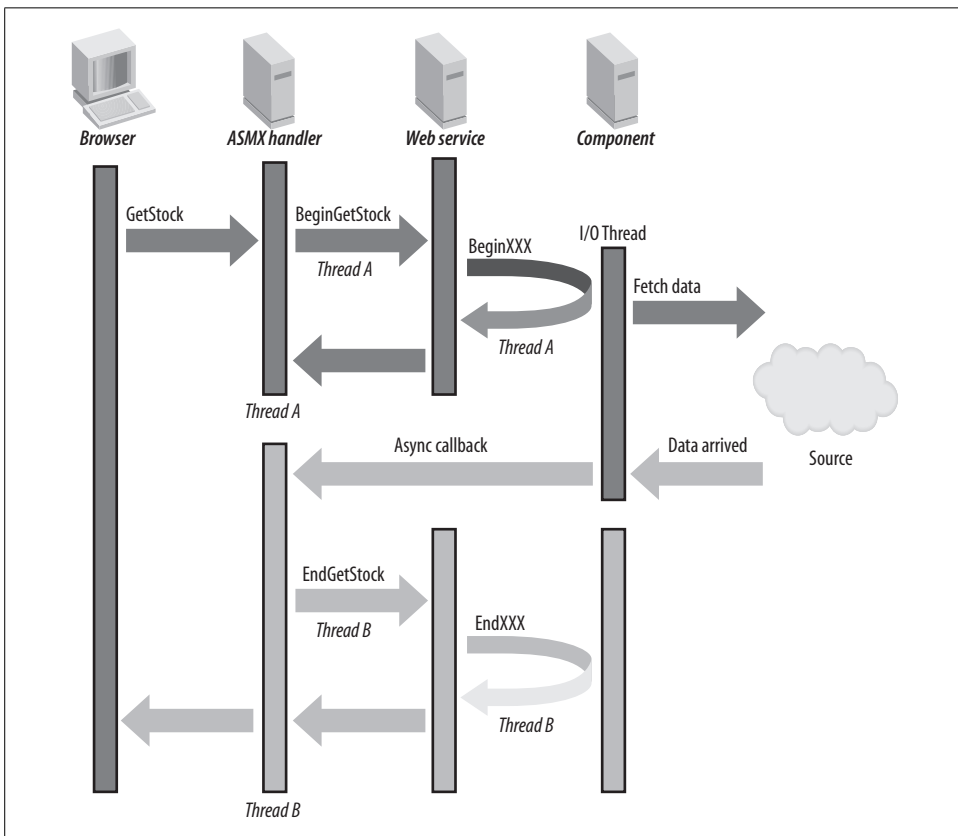 Browser
ASMX handler
Web service
Component
GetStock
BeginGetStock
Thread A
BeginXXX
Thread A
I/O Thread
Fetch data
Thread A
Async callback
Data arrived
Source
EndGetStock
Thread B
EndXXX
Thread B
Thread B